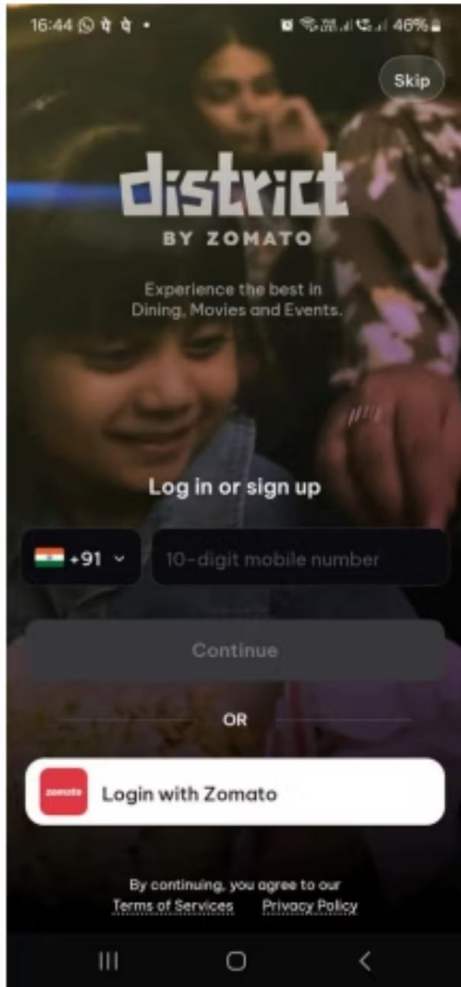 16:44 पे पे •
46%
Skip
district
BY ZOMATO
Experience the best in
Dining, Movies and Events.
Log in or sign up
+91 10-digit mobile number
Continue
OR
zomato Login with Zomato
By continuing, you agree to our
Terms of Services Privacy Policy